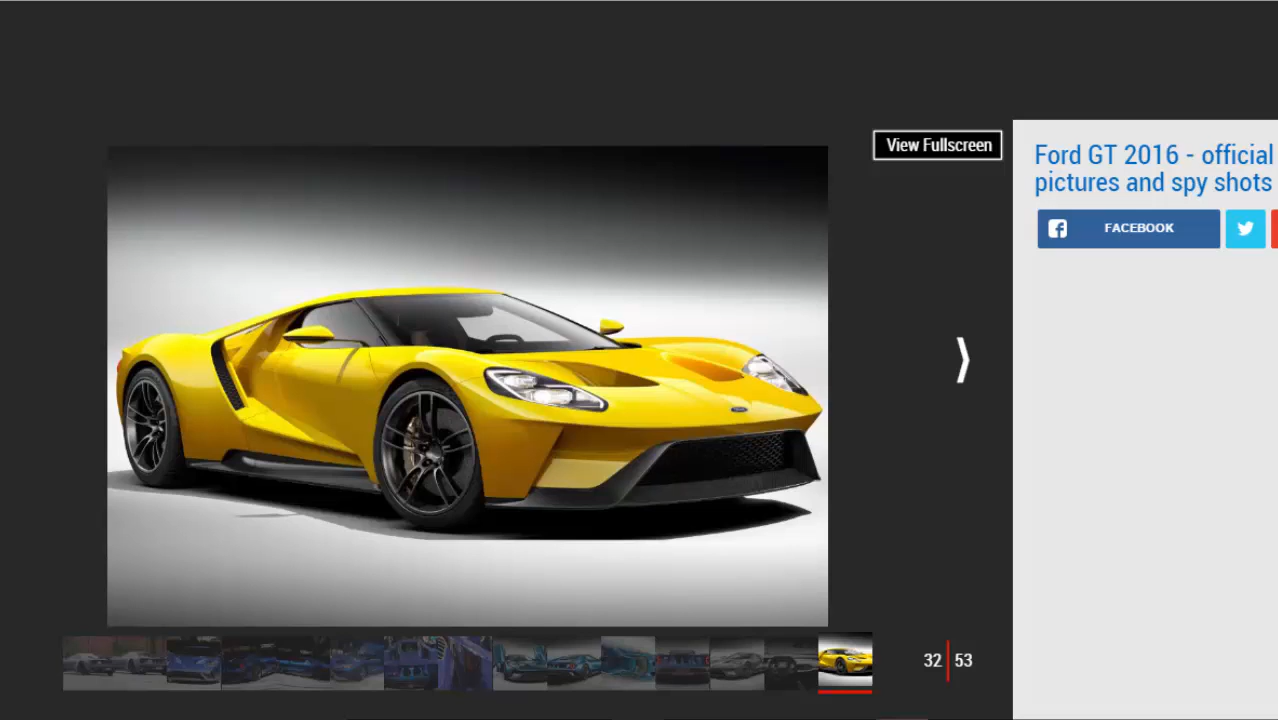 View Fullscreen
Ford GT 2016 - official
pictures and spy shots
FACEBOOK
32 53